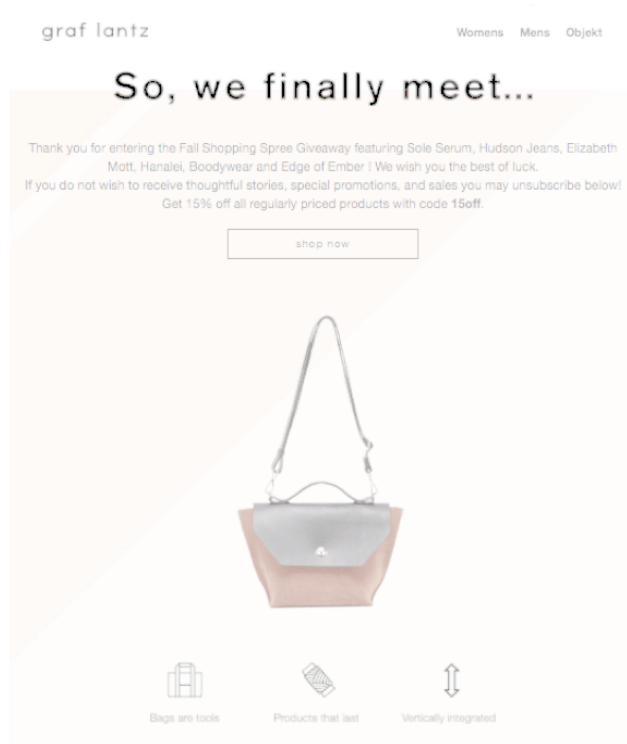 graf lantz
Womens Mens Objekt
So, we finally meet...
Thank you for entering the Fall Shopping Spree Giveaway featuring Sole Serum, Hudson Jeans, Elizabeth
Mott, Hanalei, Boodywear and Edge of Ember ! We wish you the best of luck.
If you do not wish to receive thoughtful stories, special promotions, and sales you may unsubscribe below!
Get 15% off all regularly priced products with code 15off.
shop now
Bags are tools
Products that last
Vertically integrated